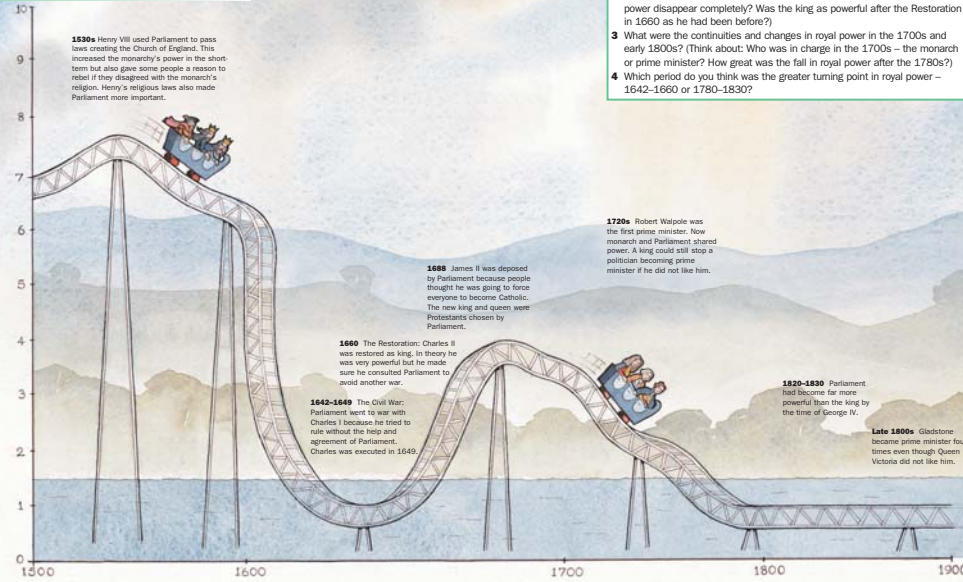 power disappear completely? Was the king as powerful after the Restoration
in 1660 as he had been before?)
3 What were the continuities and changes in royal power in the 1700s and
early 1800s? (Think about: Who was in charge in the 1700s – the monarch
or prime minister? How great was the fall in royal power after the 1780s?)
4 Which period do you think was the greater turning point in royal power –
1642–1660 or 1780–1830?
10
9
8
7
6
5
4
3
2
1
0
1530s Henry VIII used Parliament to pass
laws creating the Church of England. This
increased the monarchy's power in the short-
term but also gave some people a reason to
rebel if they disagreed with the monarch's
religion. Henry's religious laws also made
Parliament more important.
1720s Robert Walpole was
the first prime minister. Now
monarch and Parliament shared
power. A king could still stop a
politician becoming prime
minister if he did not like him.
1688 James II was deposed
by Parliament because people
thought he was going to force
everyone to become Catholic.
The new king and queen were
Protestants chosen by
Parliament.
1660 The Restoration: Charles II
was restored as king. In theory he
was very powerful but he made
sure he consulted Parliament to
avoid another war.
1642–1649 The Civil War:
Parliament went to war with
Charles I because he tried to
rule without the help and
agreement of Parliament.
Charles was executed in 1649.
1820–1830 Parliament
had become far more
powerful than the king by
the time of George IV.
Late 1800s Gladstone
became prime minister fou
times even though Queen
Victoria did not like him.
1500
1600
1700
1800
1900